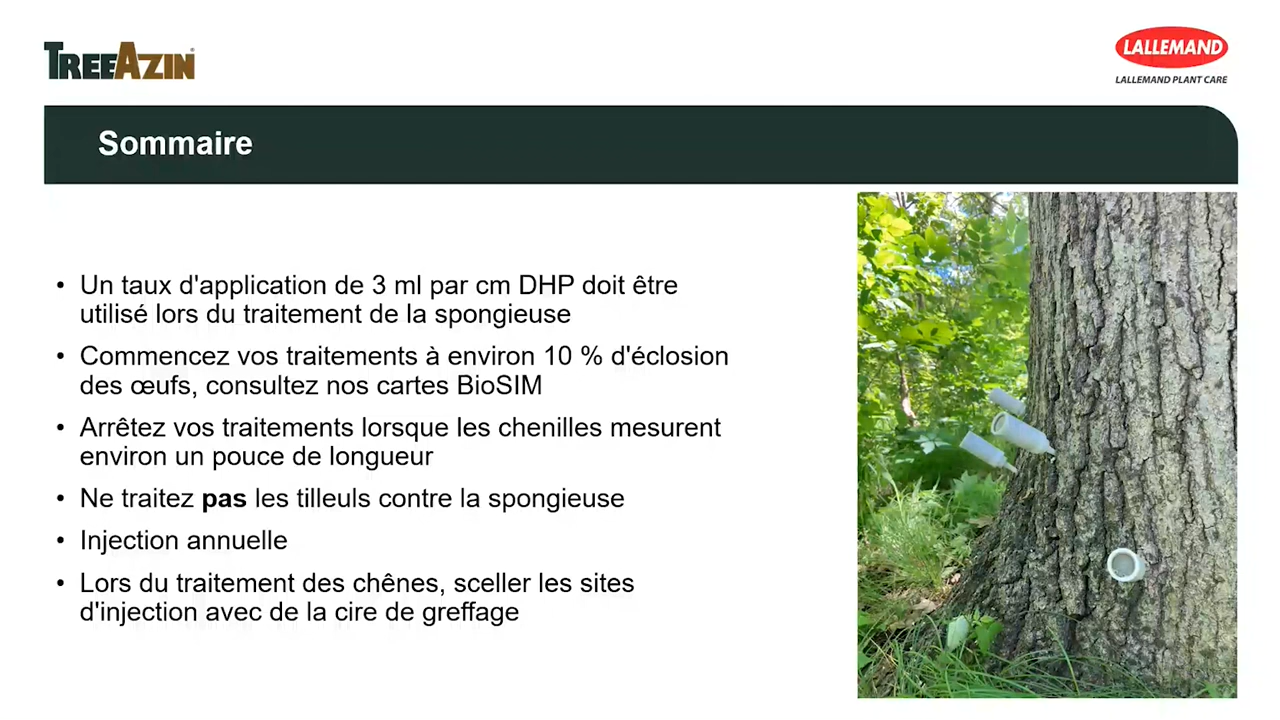 TREEAZIN
LALLEMAND
LALLEMAND PLANT CARE
Sommaire
• Un taux d'application de 3 ml par cm DHP doit être
utilisé lors du traitement de la spongieuse
• Commencez vos traitements à environ 10 % d'éclosion
des œufs, consultez nos cartes BioSIM
• Arrêtez vos traitements lorsque les chenilles mesurent
environ un pouce de longueur
• Ne traitez pas les tilleuls contre la spongieuse
• Injection annuelle
• Lors du traitement des chênes, sceller les sites
d'injection avec de la cire de greffage